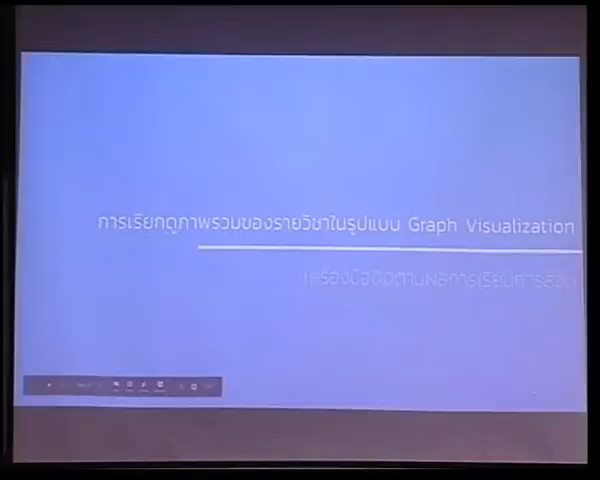 การเรียกดูภาพรวมของรายวิชาในรูปแบบ Graph Visualization
เครื่องมือติดตามผลการเรียนการสอน